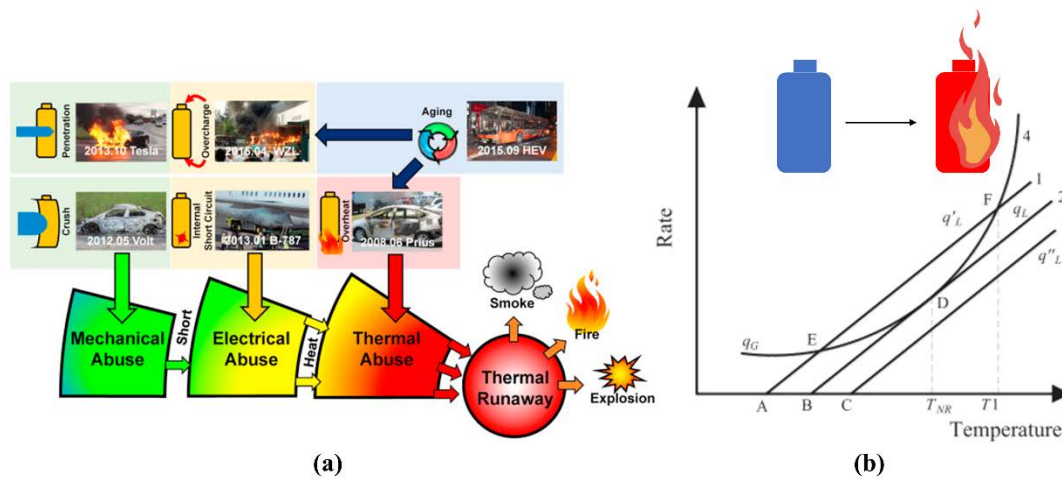 Penetration
2013.10 Tesla
Overcharge
2015.04, WZL
Aging
2015.09 HEV
Crush
2012.05 Volt
Internal
Short Circuit
2013.01 B-787
Overheat
2008.06 Prius
Mechanical
Abuse
Short
Electrical
Abuse
Heat
Thermal
Abuse
Thermal
Runaway
Smoke
Fire
Explosion
(a)
Rate
4
1
F
q'L
qL
2
q''L
D
qG
E
A
B
C
TNR
T1
Temperature
(b)